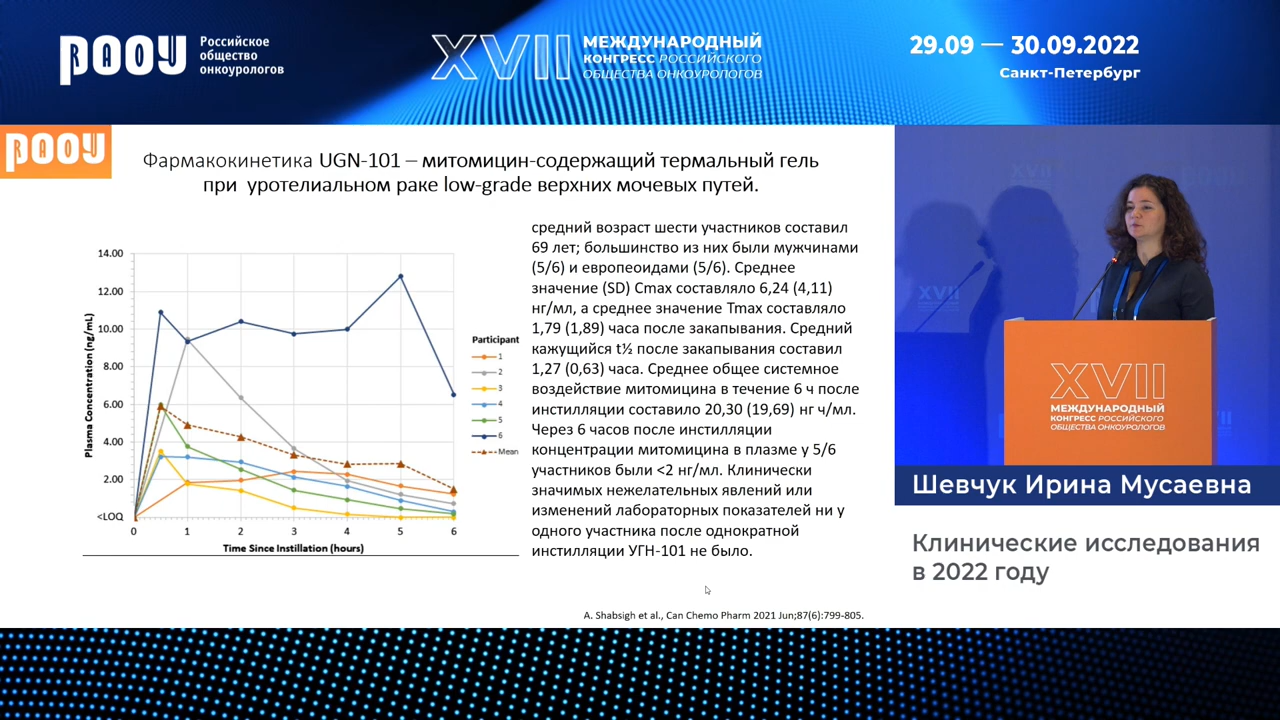 РАОУ
Российское
общество
онкоурологов
XVII
МЕЖДУНАРОДНЫЙ
КОНГРЕСС РОССИЙСКОГО
ОБЩЕСТВА ОНКОУРОЛОГОВ
29.09 — 30.09.2022
Санкт-Петербург
РООУ
Фармакокинетика UGN-101 – митомицин-содержащий термальный гель
при уротелиальном раке low-grade верхних мочевых путей.
Plasma Concentration (ng/mL)
14.00
12.00
10.00
8.00
6.00
4.00
2.00
<LOQ
0 1 2 3 4 5 6
Time Since Instillation (hours)
Participant
1
2
3
4
5
6
Mean
средний возраст шести участников составил
69 лет; большинство из них были мужчинами
(5/6) и европеоидами (5/6). Среднее
значение (SD) Cmax составляло 6,24 (4,11)
нг/мл, а среднее значение Tmax составляло
1,79 (1,89) часа после закапывания. Средний
кажущийся t½ после закапывания составил
1,27 (0,63) часа. Среднее общее системное
воздействие митомицина в течение 6 ч после
инстилляции составило 20,30 (19,69) нг ч/мл.
Через 6 часов после инстилляции
концентрации митомицина в плазме у 5/6
участников были <2 нг/мл. Клинически
значимых нежелательных явлений или
изменений лабораторных показателей ни у
одного участника после однократной
инстилляции УГН-101 не было.
A. Shabsigh et al., Can Chemo Pharm 2021 Jun;87(6):799-805.
XVII
XVII
МЕЖДУНАРОДНЫЙ
КОНГРЕСС РОССИЙСКОГО
ОБЩЕСТВА ОНКОУРОЛОГОВ
Шевчук Ирина Мусаевна
Клинические исследования
в 2022 году